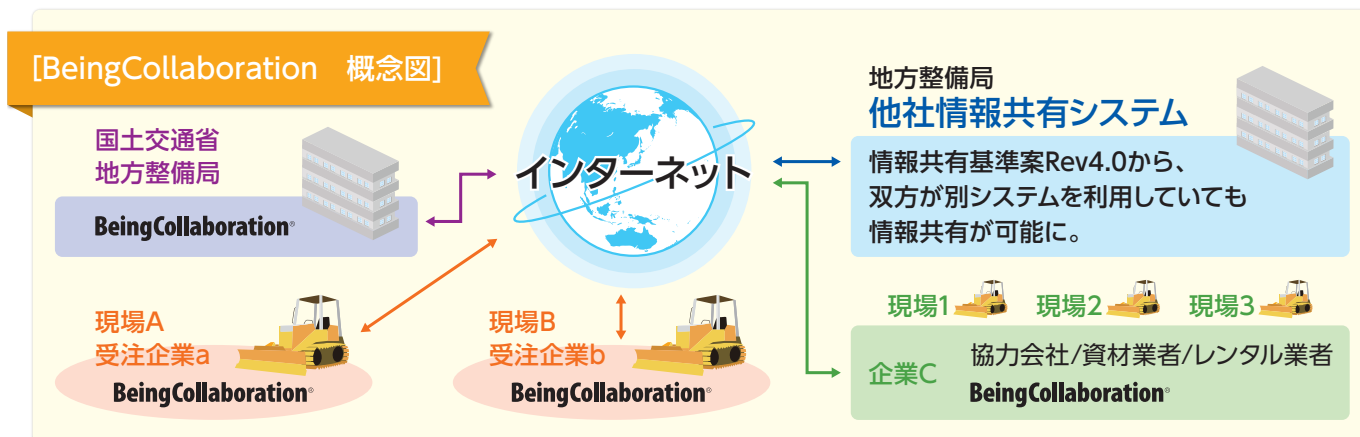 [BeingCollaboration　概念図]
国土交通省
地方整備局
BeingCollaboration®
インターネット
地方整備局
他社情報共有システム
情報共有基準案Rev4.0から、
双方が別システムを利用していても
情報共有が可能に。
現場A
受注企業a
BeingCollaboration®
現場B
受注企業b
BeingCollaboration®
現場1 現場2 現場3
企業C
協力会社/資材業者/レンタル業者
BeingCollaboration®